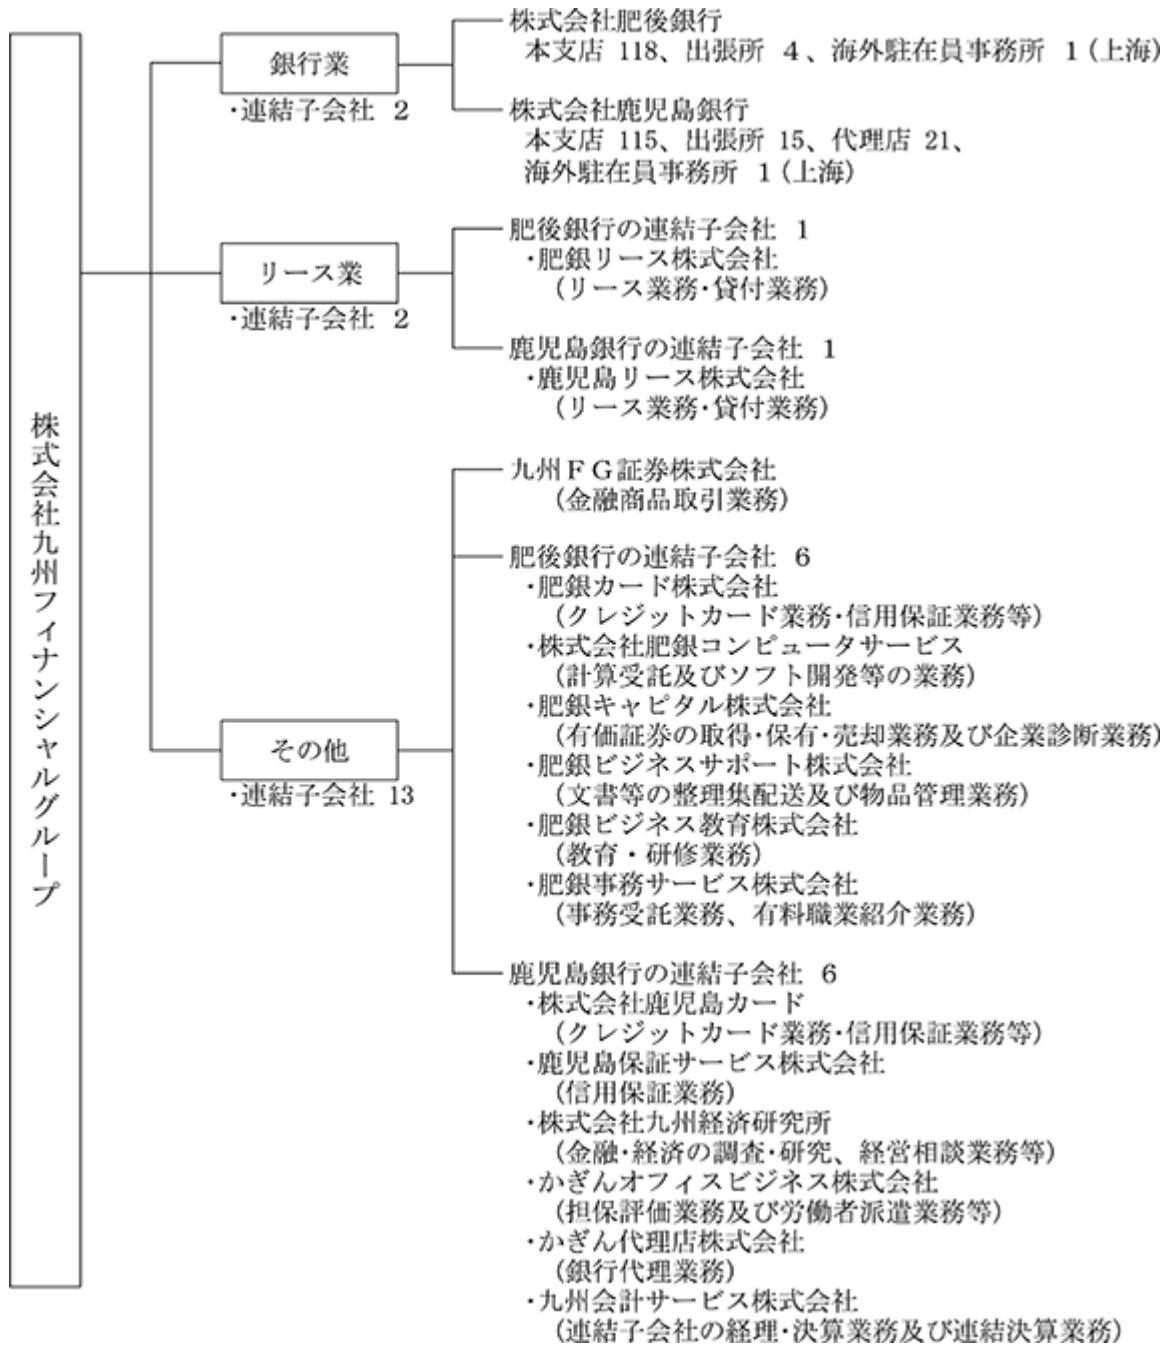 株式会社九州フィナンシャルグループ
銀行業
・連結子会社 2
株式会社肥後銀行
本支店 118、出張所 4、海外駐在員事務所 1(上海)
株式会社鹿児島銀行
本支店 115、出張所 15、代理店 21、
海外駐在員事務所 1(上海)
リース業
・連結子会社 2
肥後銀行の連結子会社 1
・肥銀リース株式会社
(リース業務・貸付業務)
鹿児島銀行の連結子会社 1
・鹿児島リース株式会社
(リース業務・貸付業務)
その他
・連結子会社 13
九州FG証券株式会社
(金融商品取引業務)
肥後銀行の連結子会社 6
・肥銀カード株式会社
(クレジットカード業務・信用保証業務等)
・株式会社肥銀コンピュータサービス
(計算受託及びソフト開発等の業務)
・肥銀キャピタル株式会社
(有価証券の取得・保有・売却業務及び企業診断業務)
・肥銀ビジネスサポート株式会社
(文書等の整理集配送及び物品管理業務)
・肥銀ビジネス教育株式会社
(教育・研修業務)
・肥銀事務サービス株式会社
(事務受託業務、有料職業紹介業務)
鹿児島銀行の連結子会社 6
・株式会社鹿児島カード
(クレジットカード業務・信用保証業務等)
・鹿児島保証サービス株式会社
(信用保証業務)
・株式会社九州経済研究所
(金融・経済の調査・研究、経営相談業務等)
・かぎんオフィスビジネス株式会社
(担保評価業務及び労働者派遣業務等)
・かぎん代理店株式会社
(銀行代理業務)
・九州会計サービス株式会社
(連結子会社の経理・決算業務及び連結決算業務)